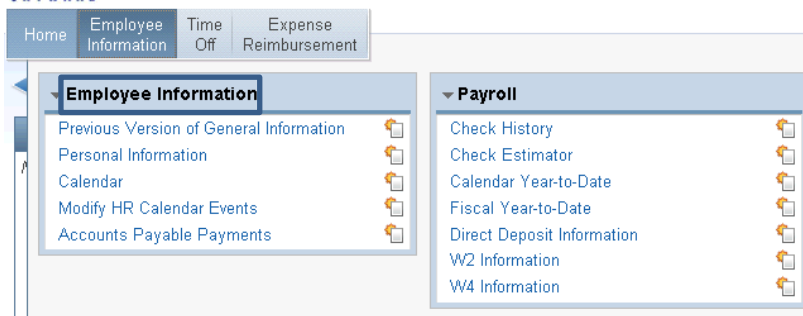 Home
Employee Information
Time Off
Expense Reimbursement
Employee Information
Previous Version of General Information
Personal Information
Calendar
Modify HR Calendar Events
Accounts Payable Payments
Payroll
Check History
Check Estimator
Calendar Year-to-Date
Fiscal Year-to-Date
Direct Deposit Information
W2 Information
W4 Information